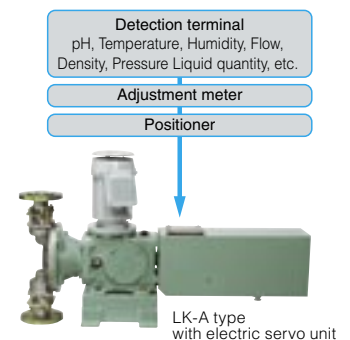 Detection terminal
pH, Temperature, Humidity, Flow,
Density, Pressure Liquid quantity, etc.
Adjustment meter
Positioner
LK-A type
with electric servo unit